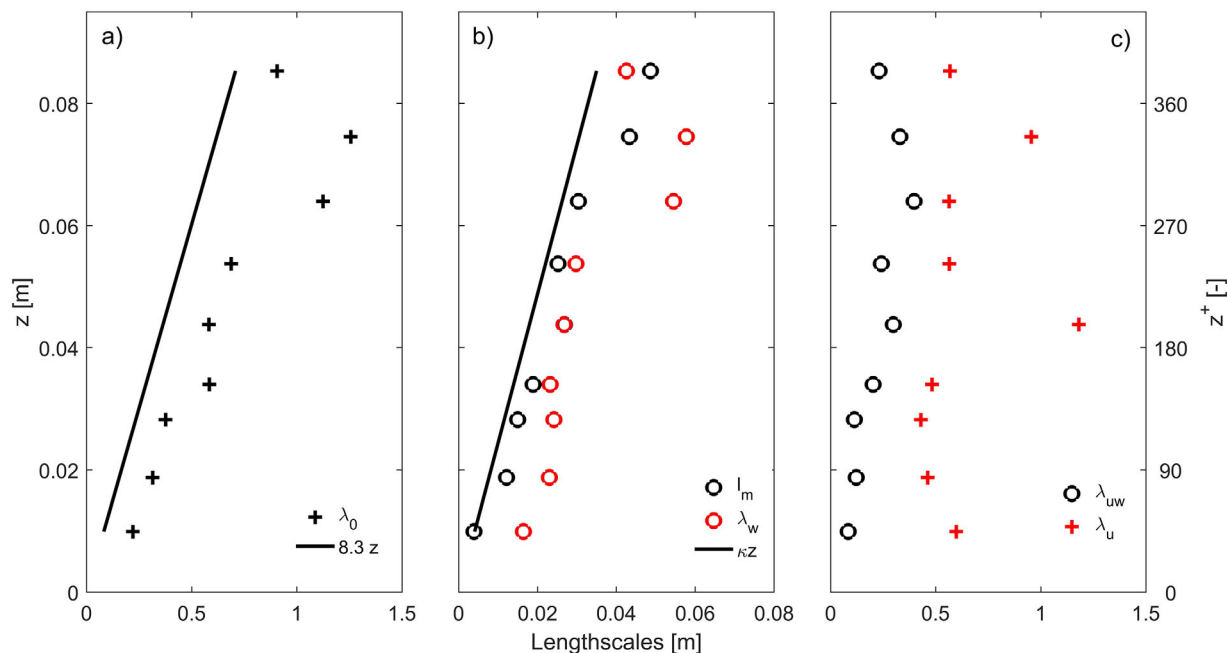 a)
b)
c)
0.08
0.06
0.04
0.02
0
z [m]
λ0
8.3 z
0
0.5
1
1.5
lm
λw
κz
0
0.02
0.04
0.06
0.08
Lengthscales [m]
λuw
λu
0
0.5
1
1.5
360
270
180
90
0
z+ [-]